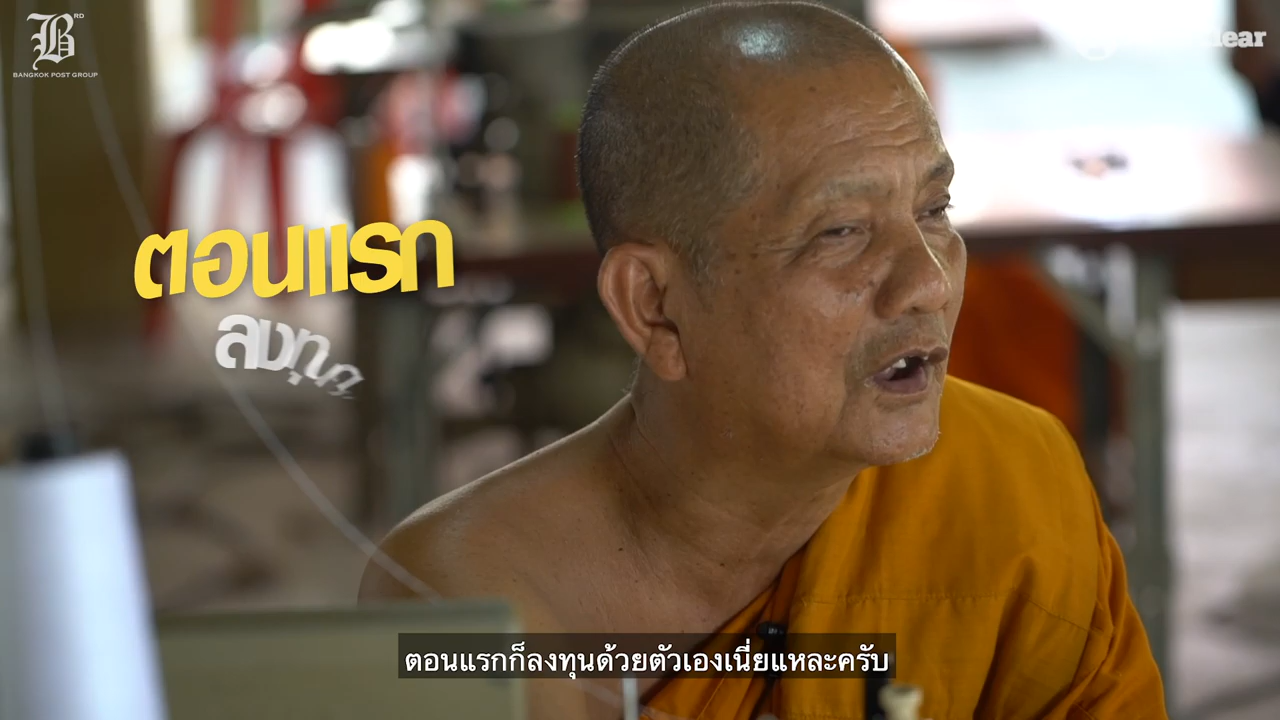 B
RD
BANGKOK POST GROUP
ตอนแรก
ลงทุน
ตอนแรกก็ลงทุนด้วยตัวเองเนี่ยแหละครับ